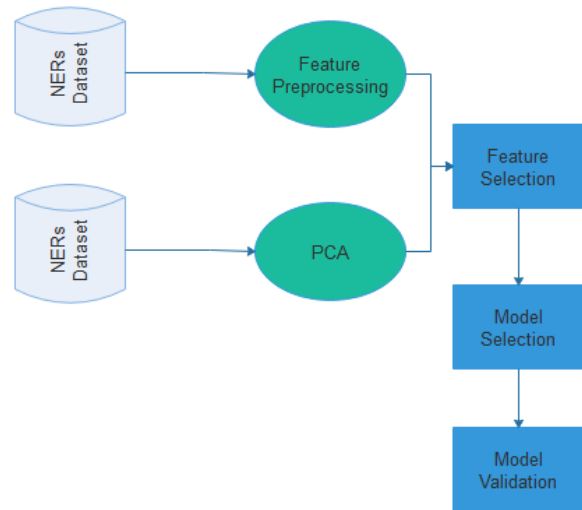 NERs
Dataset
Feature
Preprocessing
Feature
Selection
NERs
Dataset
PCA
Model
Selection
Model
Validation